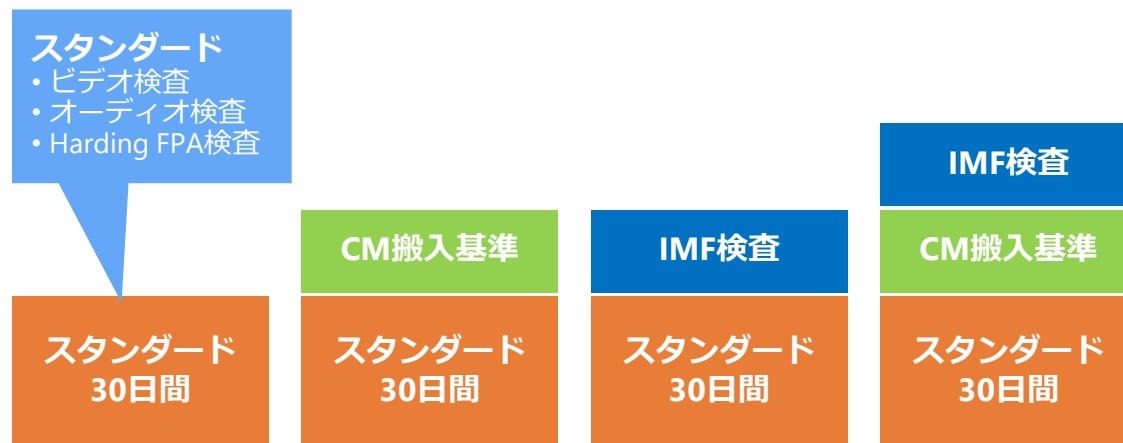 スタンダード
• ビデオ検査
• オーディオ検査
• Harding FPA検査
IMF検査
CM搬入基準
IMF検査
CM搬入基準
スタンダード
30日間
スタンダード
30日間
スタンダード
30日間
スタンダード
30日間